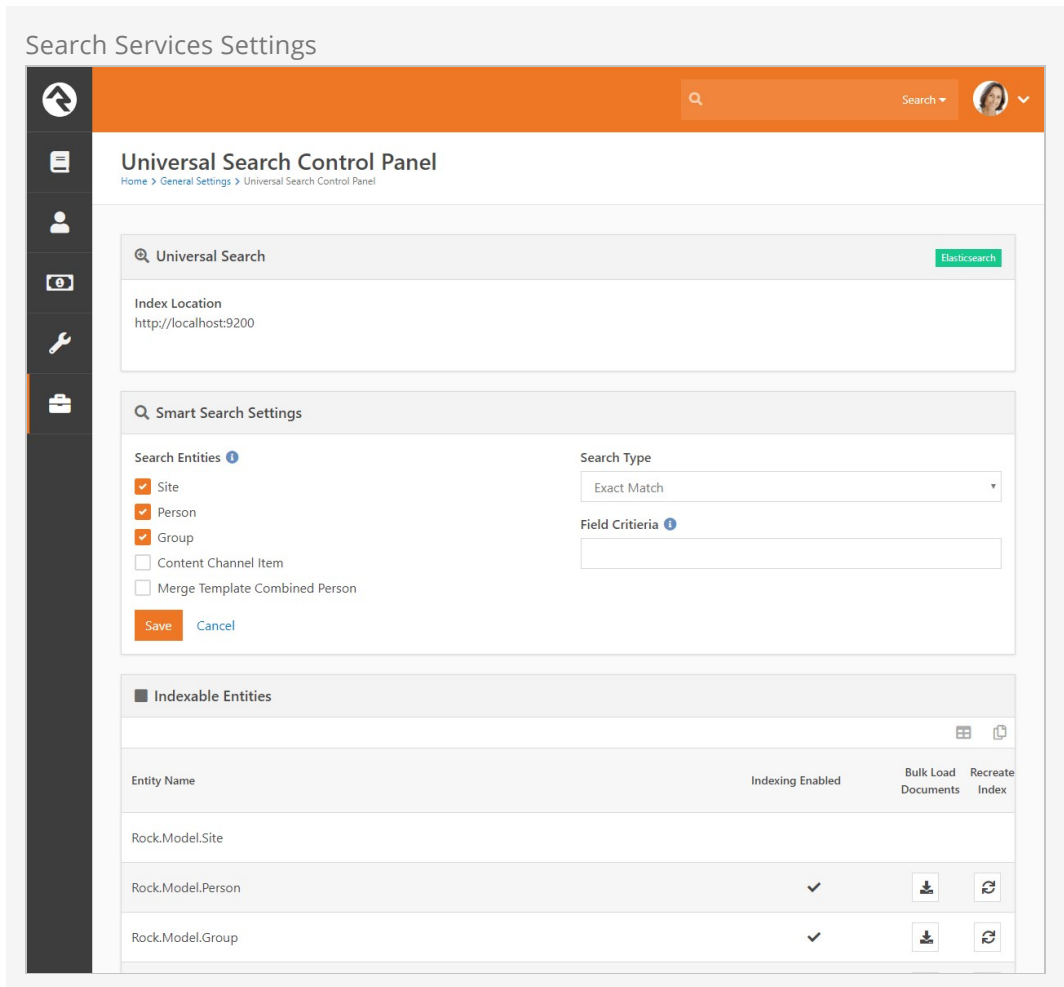 Search Services Settings
Search
Universal Search Control Panel
Home > General Settings > Universal Search Control Panel
Universal Search
Elasticsearch
Index Location
http://localhost:9200
Smart Search Settings
Search Entities
Site
Person
Group
Content Channel Item
Merge Template Combined Person
Save Cancel
Search Type
Exact Match
Field Critieria
Indexable Entities
Entity Name
Indexing Enabled
Bulk Load
Documents
Recreate
Index
Rock.Model.Site
Rock.Model.Person
Rock.Model.Group